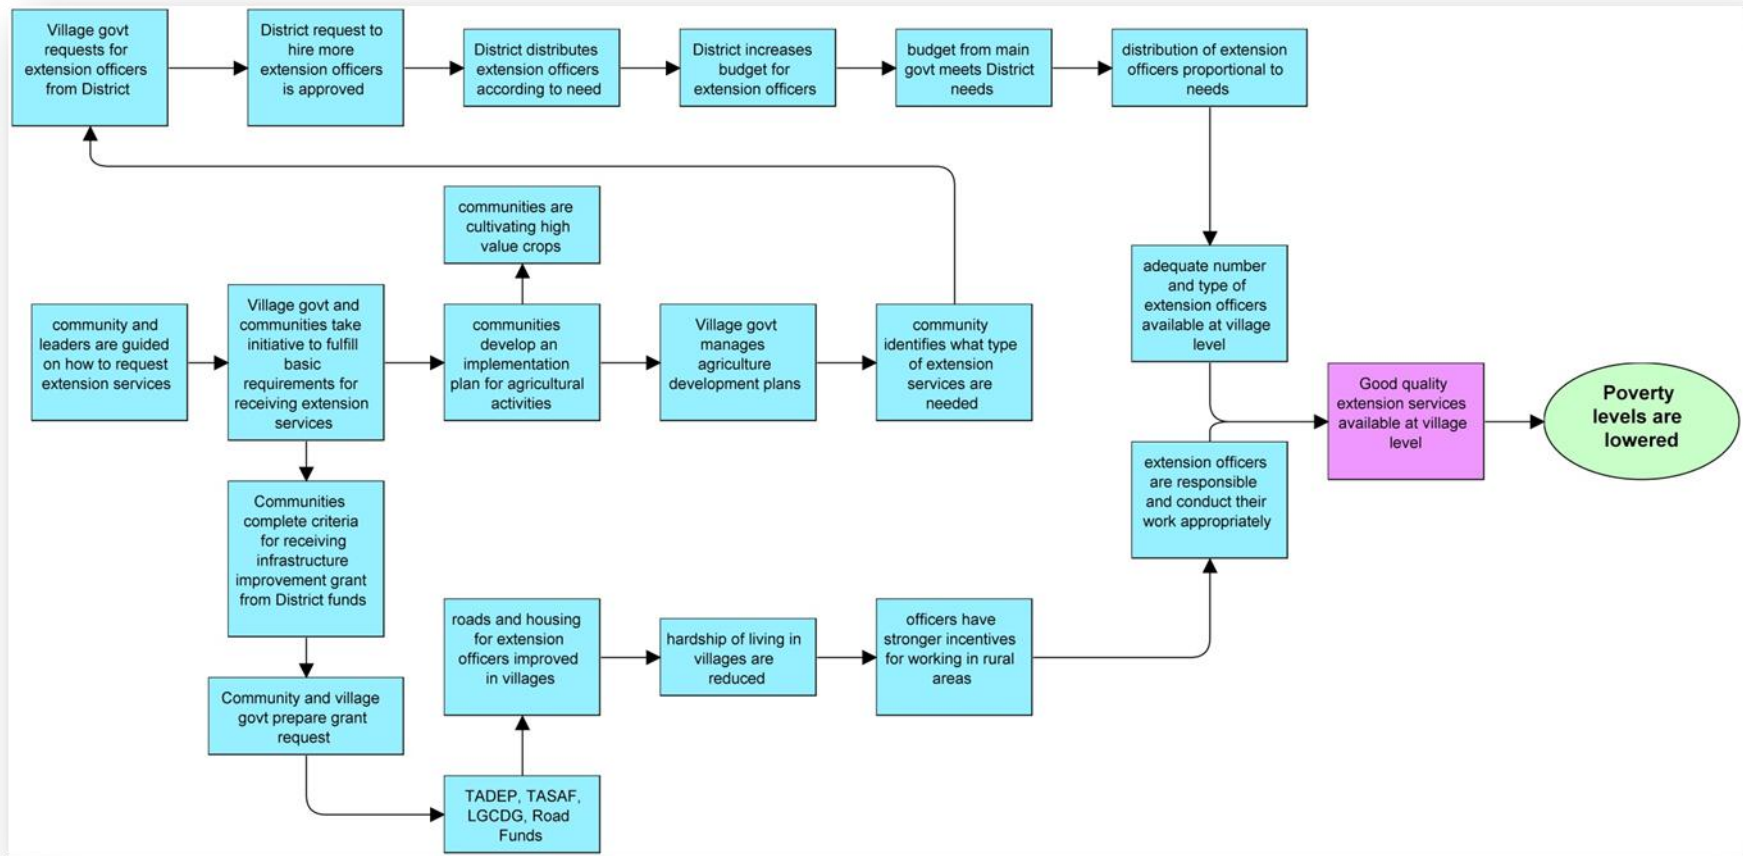 Village govt
requests for
extension officers
from District
District request to
hire more
extension officers
is approved
District distributes
extension officers
according to need
District increases
budget for
extension officers
budget from main
govt meets District
needs
distribution of extension
officers proportional to
needs
communities are
cultivating high
value crops
adequate number
and type of
extension officers
available at village
level
community and
leaders are guided
on how to request
extension services
Village govt and
communities take
initiative to fulfill
basic
requirements for
receiving extension
services
communities
develop an
implementation
plan for agricultural
activities
Village govt
manages
agriculture
development plans
community
identifies what type
of extension
services are
needed
Good quality
extension services
available at village
level
Poverty
levels are
lowered
extension officers
are responsible
and conduct their
work appropriately
Communities
complete criteria
for receiving
infrastructure
improvement grant
from District funds
roads and housing
for extension
officers improved
in villages
hardship of living in
villages are
reduced
officers have
stronger incentives
for working in rural
areas
Community and village
govt prepare grant
request
TADEP, TASAF,
LGCDG, Road
Funds